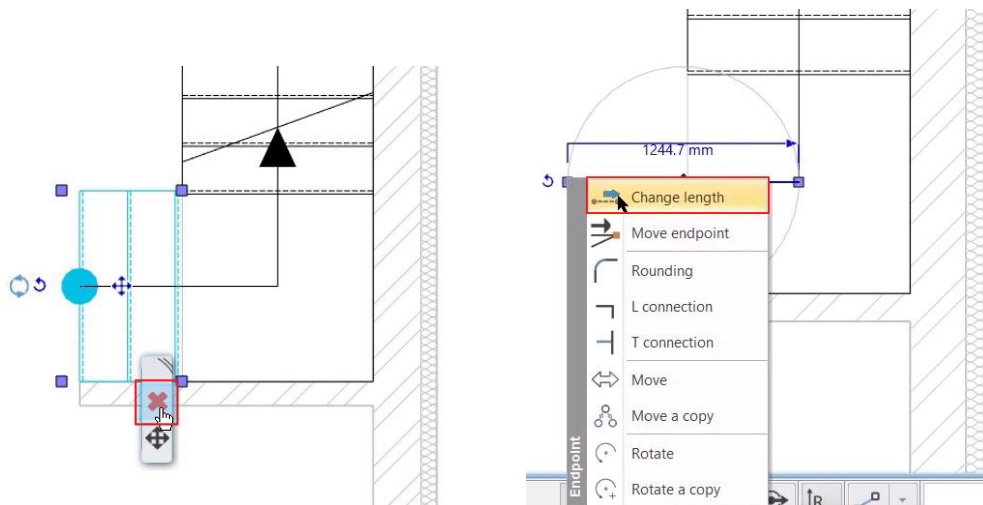 1244.7 mm
Change length
Move endpoint
Rounding
L connection
T connection
Move
Move a copy
Rotate
Rotate a copy
Endpoint
R